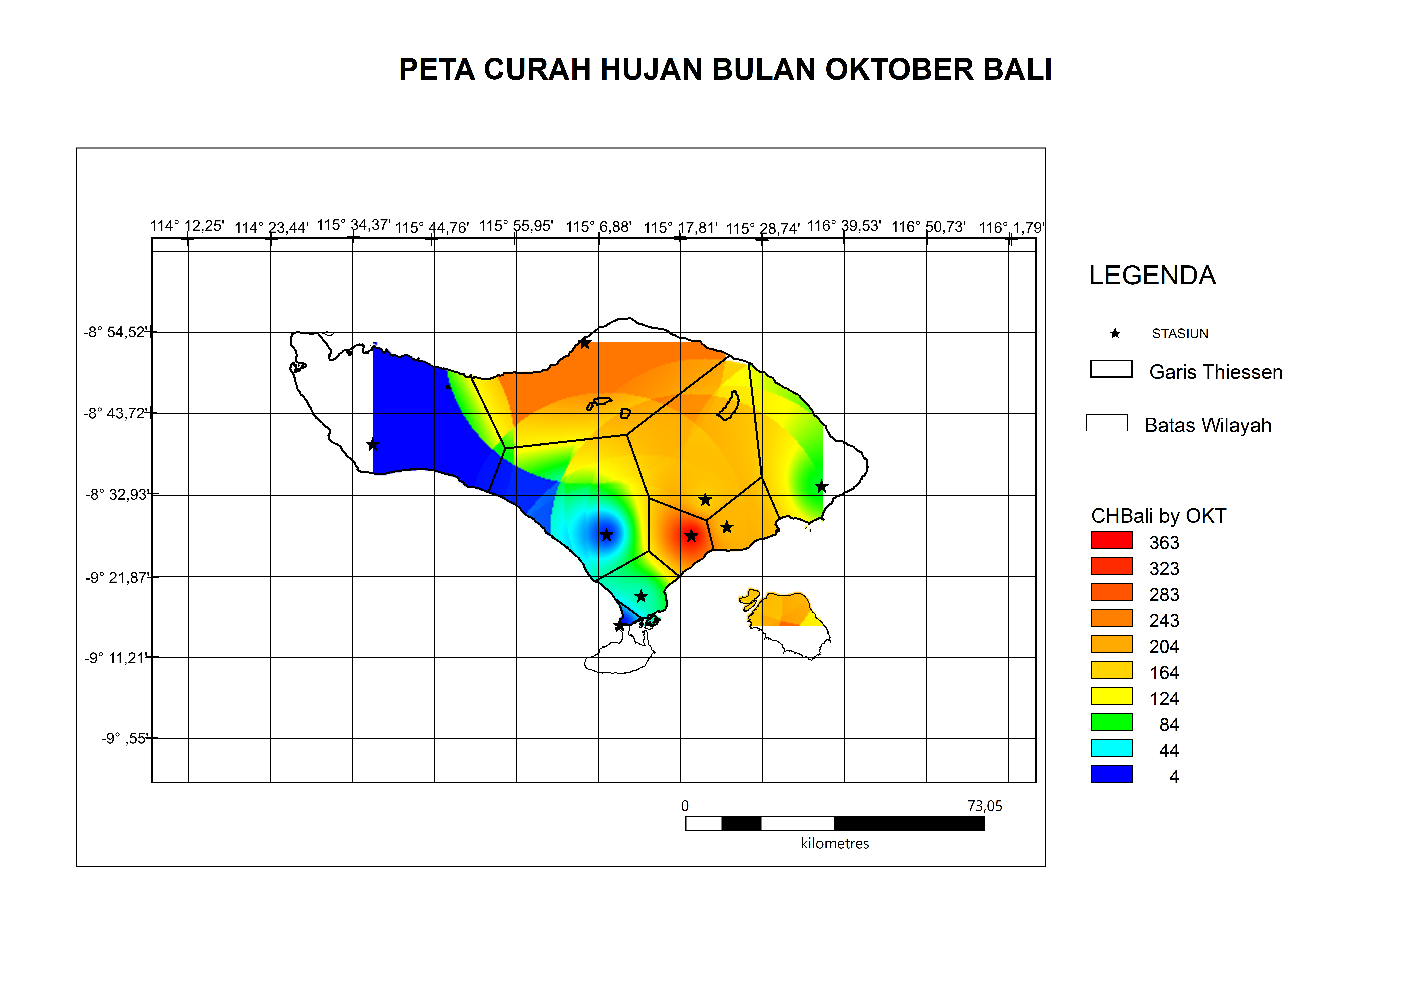 PETA CURAH HUJAN BULAN OKTOBER BALI
114° 12,25' 114° 23,44' 115° 34,37' 115° 44,76' 115° 55,95' 115° 6,88' 115° 17,81' 115° 28,74' 116° 39,53' 116° 50,73' 116° 1,79'
-8° 54,52'
-8° 43,72'
-8° 32,93'
-9° 21,87'
-9° 11,21'
-9° ,55'
0 73,05
kilometres
LEGENDA
STASIUN
Garis Thiessen
Batas Wilayah
CHBali by OKT
363
323
283
243
204
164
124
84
44
4